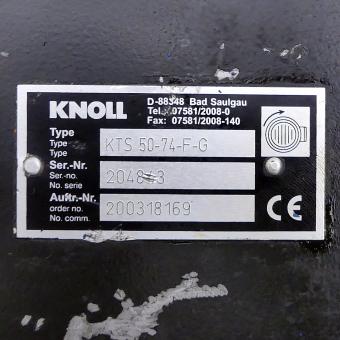 KNOLL
D-88348 Bad Saulgau
Tel.: 07581/2008-0
Fax: 07581/2008-140
Type
Type
Type
KTS 50-74-F-G
Ser.-Nr.
Ser.-no.
No. serie
Auftr.-Nr.
order no.
No. comm.
200318169
CE